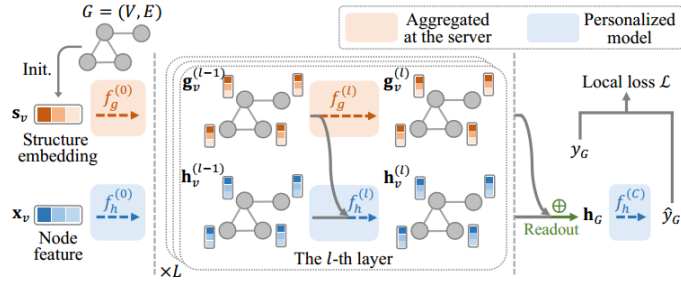 G = (V, E)
Init.
s_v
f_g^{(0)}
Structure
embedding
x_v
f_h^{(0)}
Node
feature
Aggregated
at the server
Personalized
model
g_v^{(l-1)}
f_g^{(l)}
g_v^{(l)}
h_v^{(l-1)}
f_h^{(l)}
h_v^{(l)}
×L
The l-th layer
Local loss ℒ
y_G
⊕
Readout
h_G
f_h^{(C)}
ŷ_G